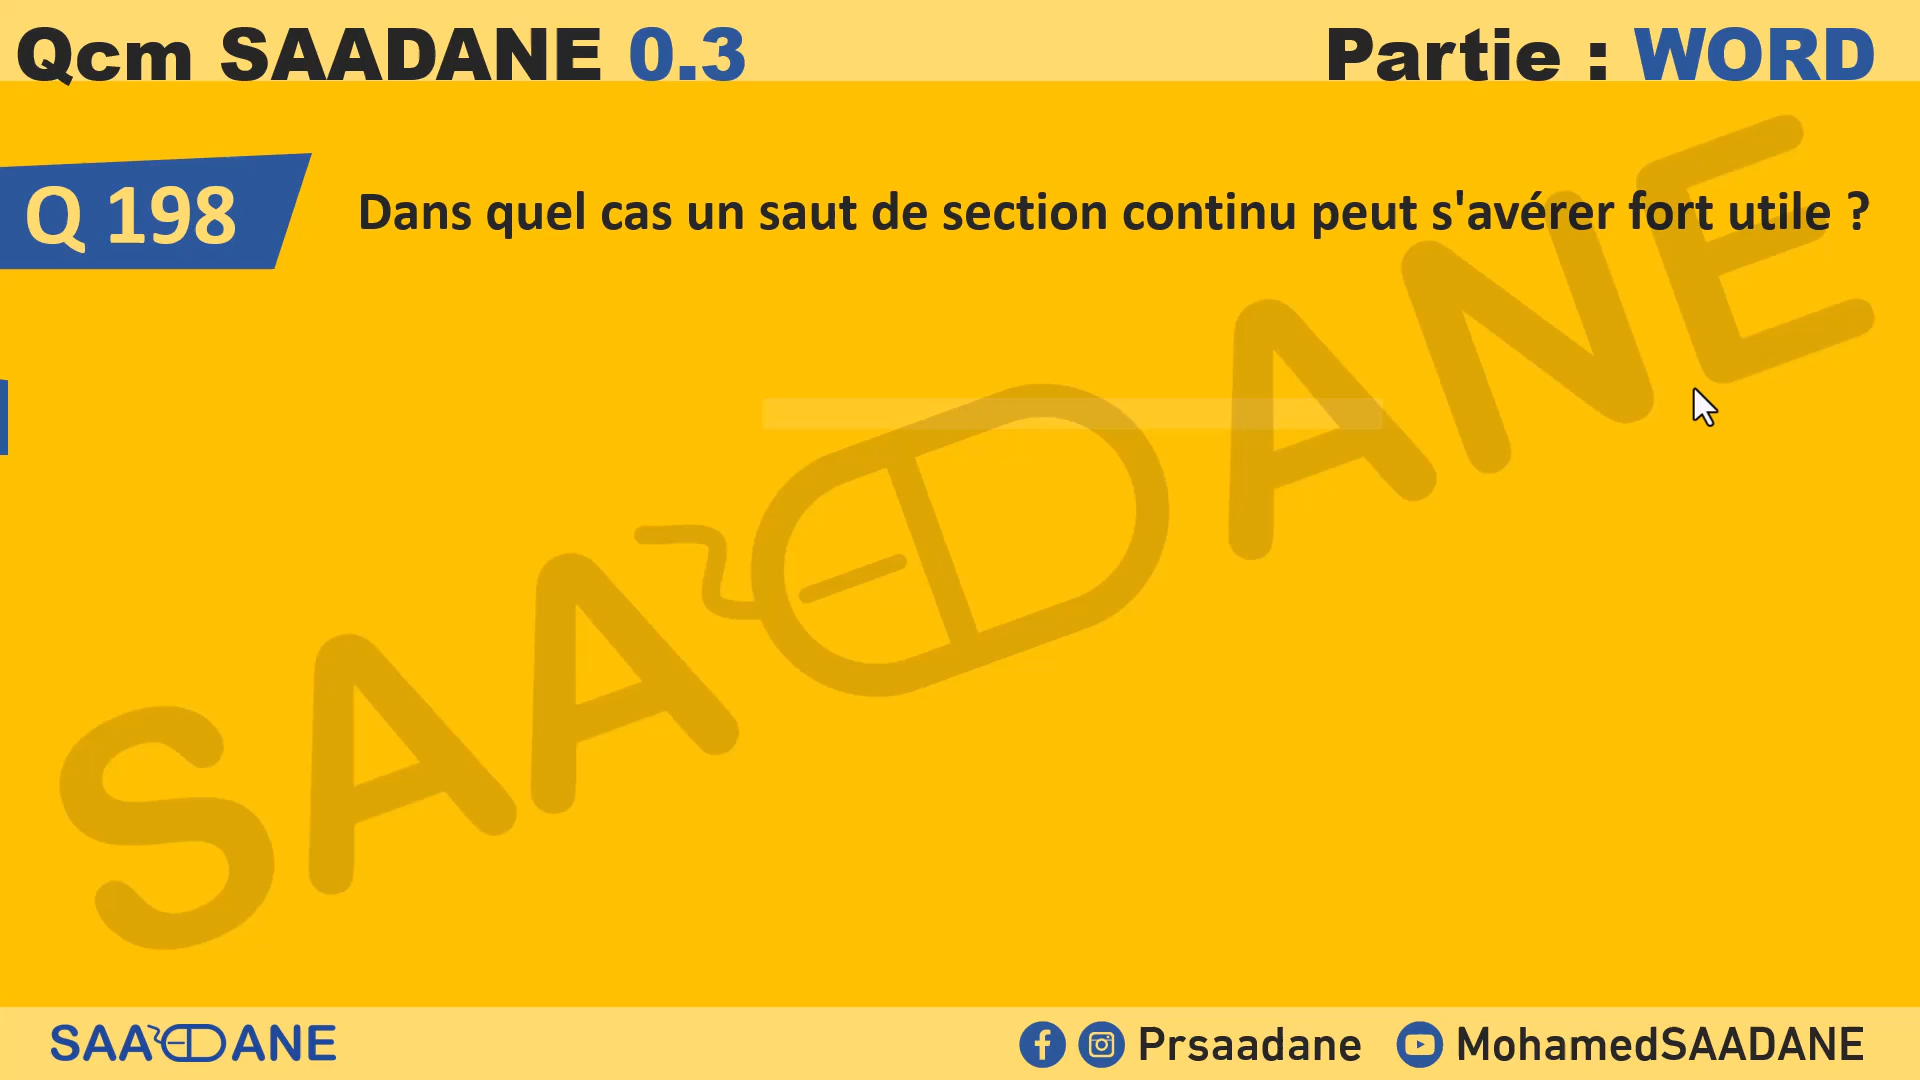 Qcm SAADANE 0.3
Partie : WORD
Q 198
Dans quel cas un saut de section continu peut s'avérer fort utile ?
SAADANE
SAADANE
Prsaadane
MohamedSAADANE